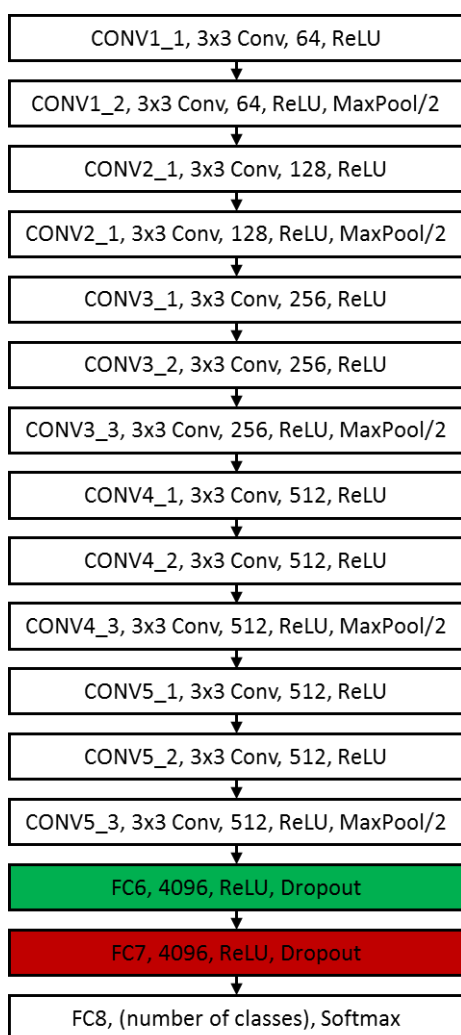 CONV1_1, 3x3 Conv, 64, ReLU
CONV1_2, 3x3 Conv, 64, ReLU, MaxPool/2
CONV2_1, 3x3 Conv, 128, ReLU
CONV2_1, 3x3 Conv, 128, ReLU, MaxPool/2
CONV3_1, 3x3 Conv, 256, ReLU
CONV3_2, 3x3 Conv, 256, ReLU
CONV3_3, 3x3 Conv, 256, ReLU, MaxPool/2
CONV4_1, 3x3 Conv, 512, ReLU
CONV4_2, 3x3 Conv, 512, ReLU
CONV4_3, 3x3 Conv, 512, ReLU, MaxPool/2
CONV5_1, 3x3 Conv, 512, ReLU
CONV5_2, 3x3 Conv, 512, ReLU
CONV5_3, 3x3 Conv, 512, ReLU, MaxPool/2
FC6, 4096, ReLU, Dropout
FC7, 4096, ReLU, Dropout
FC8, (number of classes), Softmax